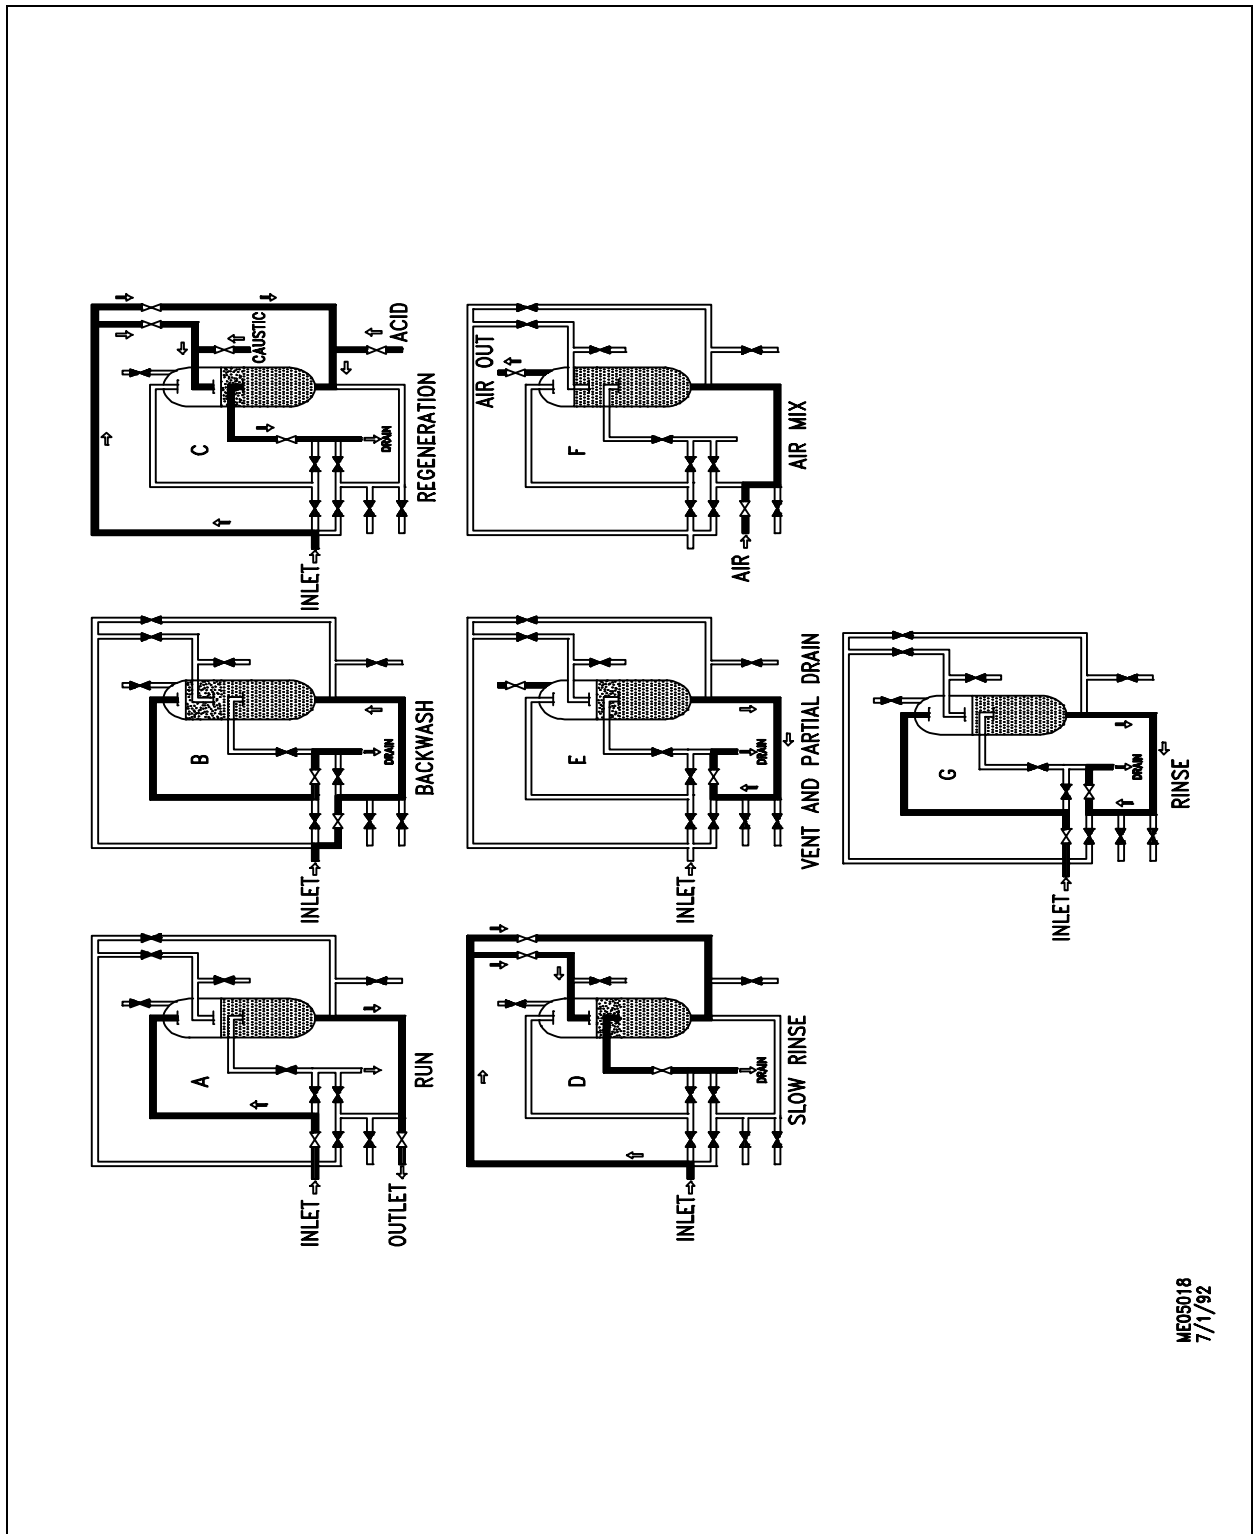 INLET
OUTLET
A
RUN
INLET
B
DRAIN
BACKWASH
INLET
C
CAUSTIC
ACID
DRAIN
REGENERATION
INLET
D
DRAIN
SLOW RINSE
INLET
E
DRAIN
VENT AND PARTIAL DRAIN
AIR
AIR OUT
F
AIR MIX
INLET
G
DRAIN
RINSE
ME05018
7/1/92